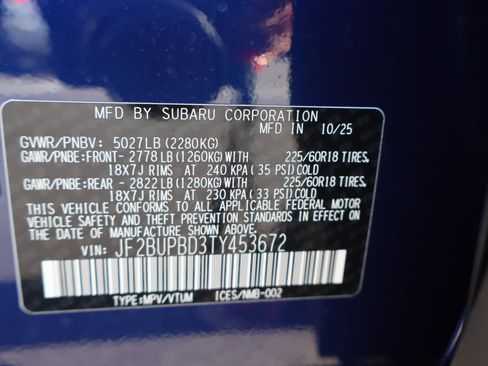 MFD BY SUBARU CORPORATION
MFD IN 10/25
GVWR/PNBV: 5027LB (2280KG)
GAWR/PNBE:FRONT- 2778 LB(1260KG)WITH 225/60R18 TIRES,
18X7J RIMS AT 240 KPA( 35 PSI)COLD
GAWR/PNBE:REAR - 2822 LB(1280KG)WITH 225/60R18 TIRES,
18X7J RIMS AT 230 KPA( 33 PSI)COLD
THIS VEHICLE CONFORMS TO ALL APPLICABLE FEDERAL MOTOR
VEHICLE SAFETY AND THEFT PREVENTION STANDARDS
IN EFFECT ON THE DATE OF MANUFACTURE SHOWN ABOVE.
VIN: JF2BUPBD3TY453672
TYPE:MPV/VTUM ICES/NMB-002